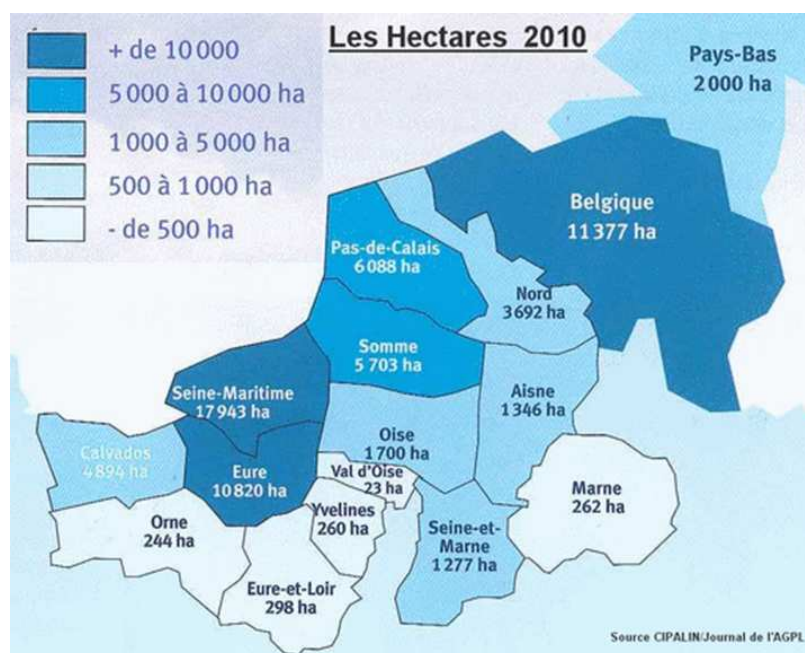 Les Hectares 2010
+ de 10 000
5 000 à 10 000 ha
1 000 à 5 000 ha
500 à 1 000 ha
- de 500 ha
Pays-Bas
2 000 ha
Belgique
11 377 ha
Pas-de-Calais
6 088 ha
Nord
3 692 ha
Somme
5 703 ha
Seine-Maritime
17 943 ha
Aisne
1 346 ha
Oise
1 700 ha
Calvados
4 894 ha
Eure
10 820 ha
Val d'Oise
23 ha
Marne
262 ha
Yvelines
260 ha
Orne
244 ha
Seine-et-
Marne
1 277 ha
Eure-et-Loir
298 ha
Source CIPALIN/Journal de l'AGPL